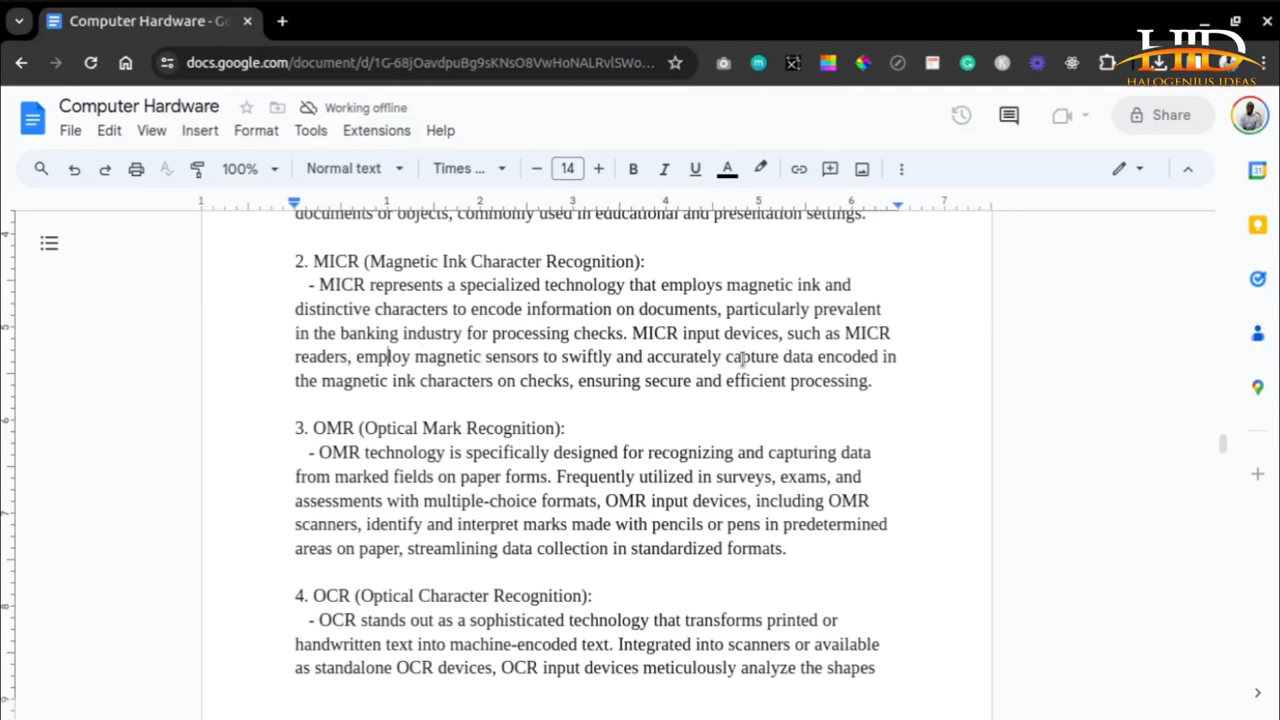 Computer Hardware - Go
docs.google.com/document/d/1G-68jOavdpuBg9sKNsO8VwHoNALRvlSWo...
HALOGENIUS IDEAS
Computer Hardware
Working offline
Share
File Edit View Insert Format Tools Extensions Help
100% Normal text Times ... 14 B I U A
1 1 2 3 4 5 6 7
documents or objects, commonly used in educational and presentation settings.
2. MICR (Magnetic Ink Character Recognition):
- MICR represents a specialized technology that employs magnetic ink and
distinctive characters to encode information on documents, particularly prevalent
in the banking industry for processing checks. MICR input devices, such as MICR
readers, employ magnetic sensors to swiftly and accurately capture data encoded in
the magnetic ink characters on checks, ensuring secure and efficient processing.
3. OMR (Optical Mark Recognition):
- OMR technology is specifically designed for recognizing and capturing data
from marked fields on paper forms. Frequently utilized in surveys, exams, and
assessments with multiple-choice formats, OMR input devices, including OMR
scanners, identify and interpret marks made with pencils or pens in predetermined
areas on paper, streamlining data collection in standardized formats.
4. OCR (Optical Character Recognition):
- OCR stands out as a sophisticated technology that transforms printed or
handwritten text into machine-encoded text. Integrated into scanners or available
as standalone OCR devices, OCR input devices meticulously analyze the shapes